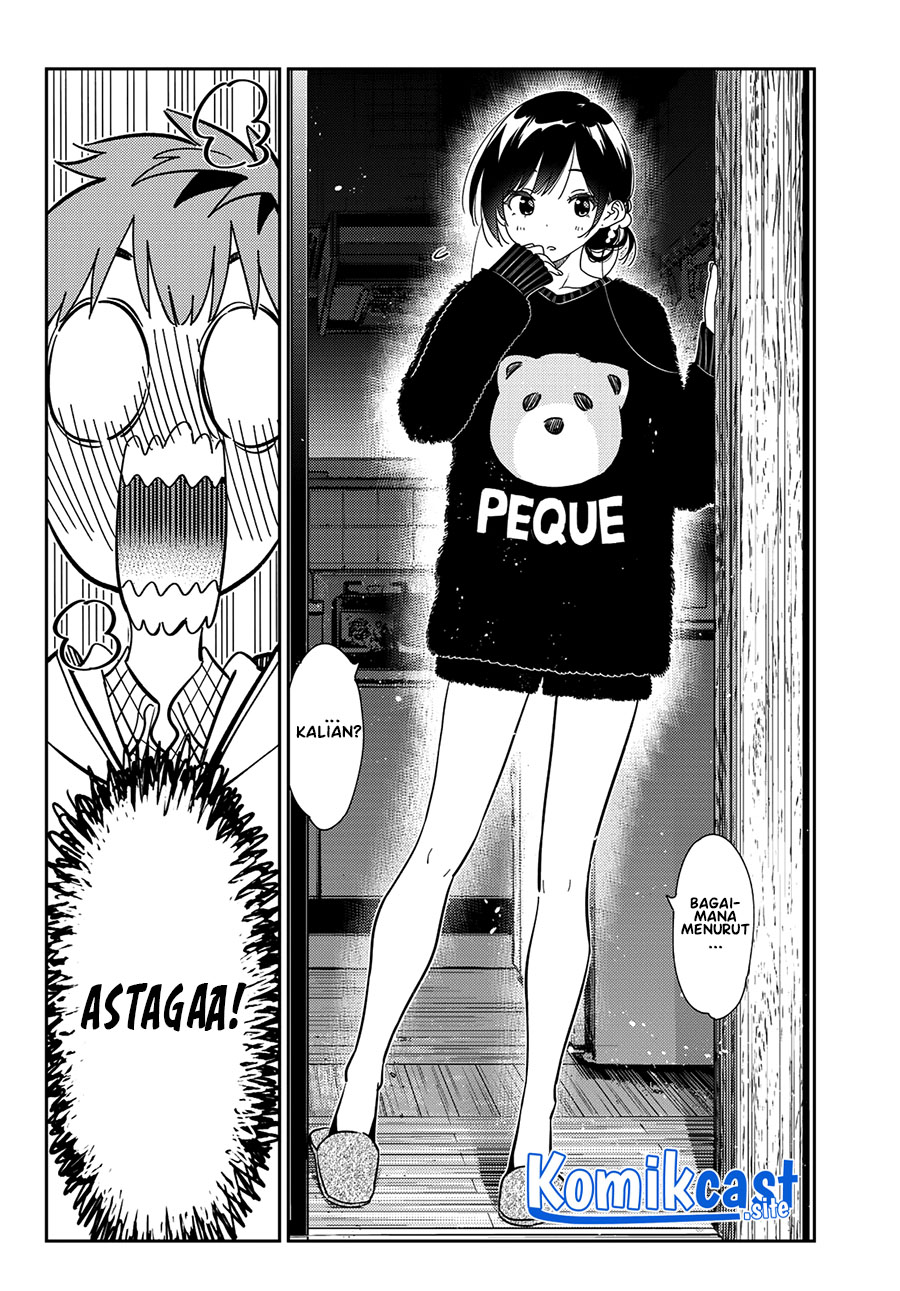 BAGAI-
MANA
MENURUT
...
...
KALIAN?
PEQUE
ASTAGAA!
Komikcast
.site